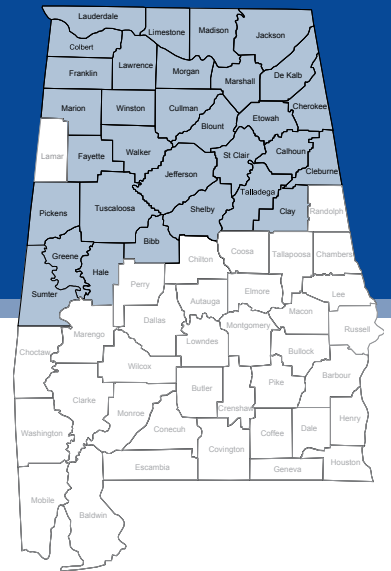 Lauderdale
Limestone
Madison
Jackson
Colbert
Lawrence
Franklin
Morgan
Marshall
De Kalb
Marion
Winston
Cullman
Cherokee
Etowah
Blount
Lamar
Fayette
Walker
St Clair
Calhoun
Jefferson
Cleburne
Talladega
Pickens
Tuscaloosa
Shelby
Clay
Randolph
Bibb
Greene
Hale
Chilton
Coosa
Tallapoosa
Chambers
Sumter
Perry
Autauga
Elmore
Lee
Macon
Dallas
Montgomery
Russell
Marengo
Lowndes
Choctaw
Bullock
Wilcox
Barbour
Pike
Butler
Clarke
Crenshaw
Monroe
Henry
Conecuh
Dale
Washington
Coffee
Covington
Escambia
Geneva
Houston
Mobile
Baldwin